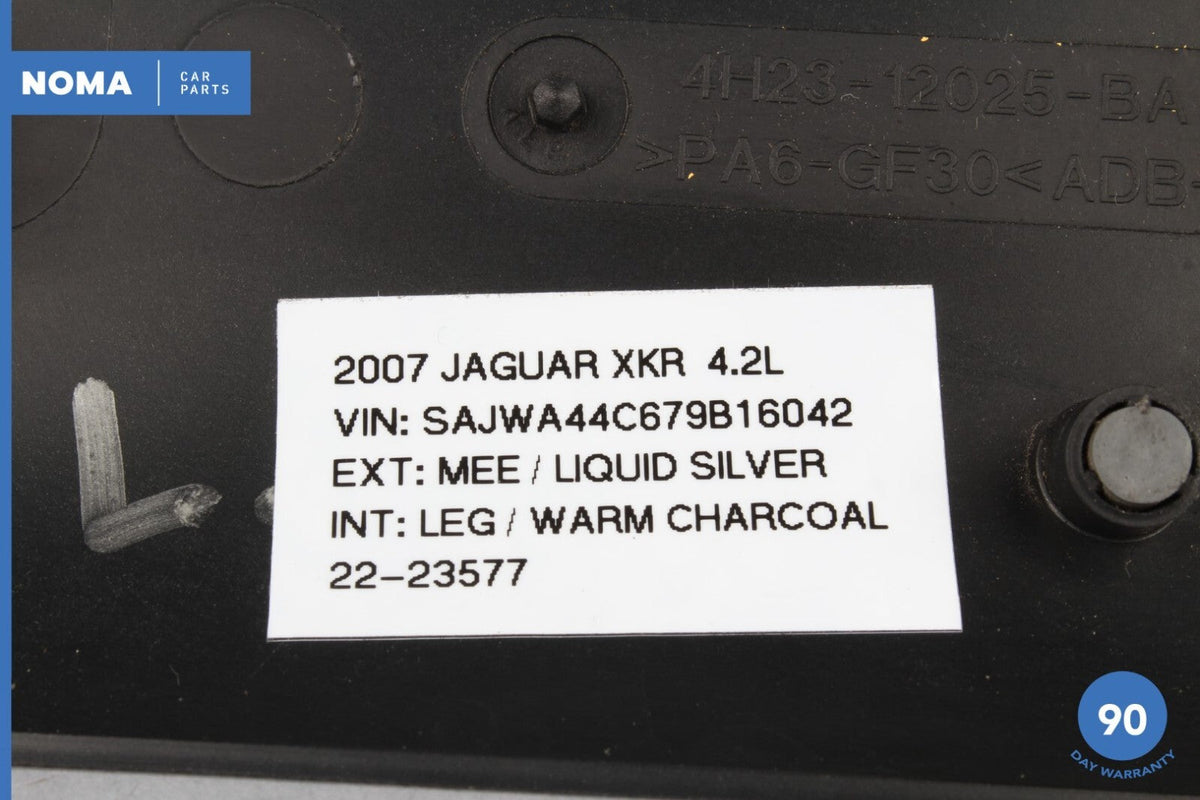 NOMA CAR PARTS
4H23-12025-BA
>PA6-GF30<ADB
2007 JAGUAR XKR 4.2L
VIN: SAJWA44C679B16042
EXT: MEE / LIQUID SILVER
INT: LEG / WARM CHARCOAL
22-23577
L
90
DAY WARRANTY